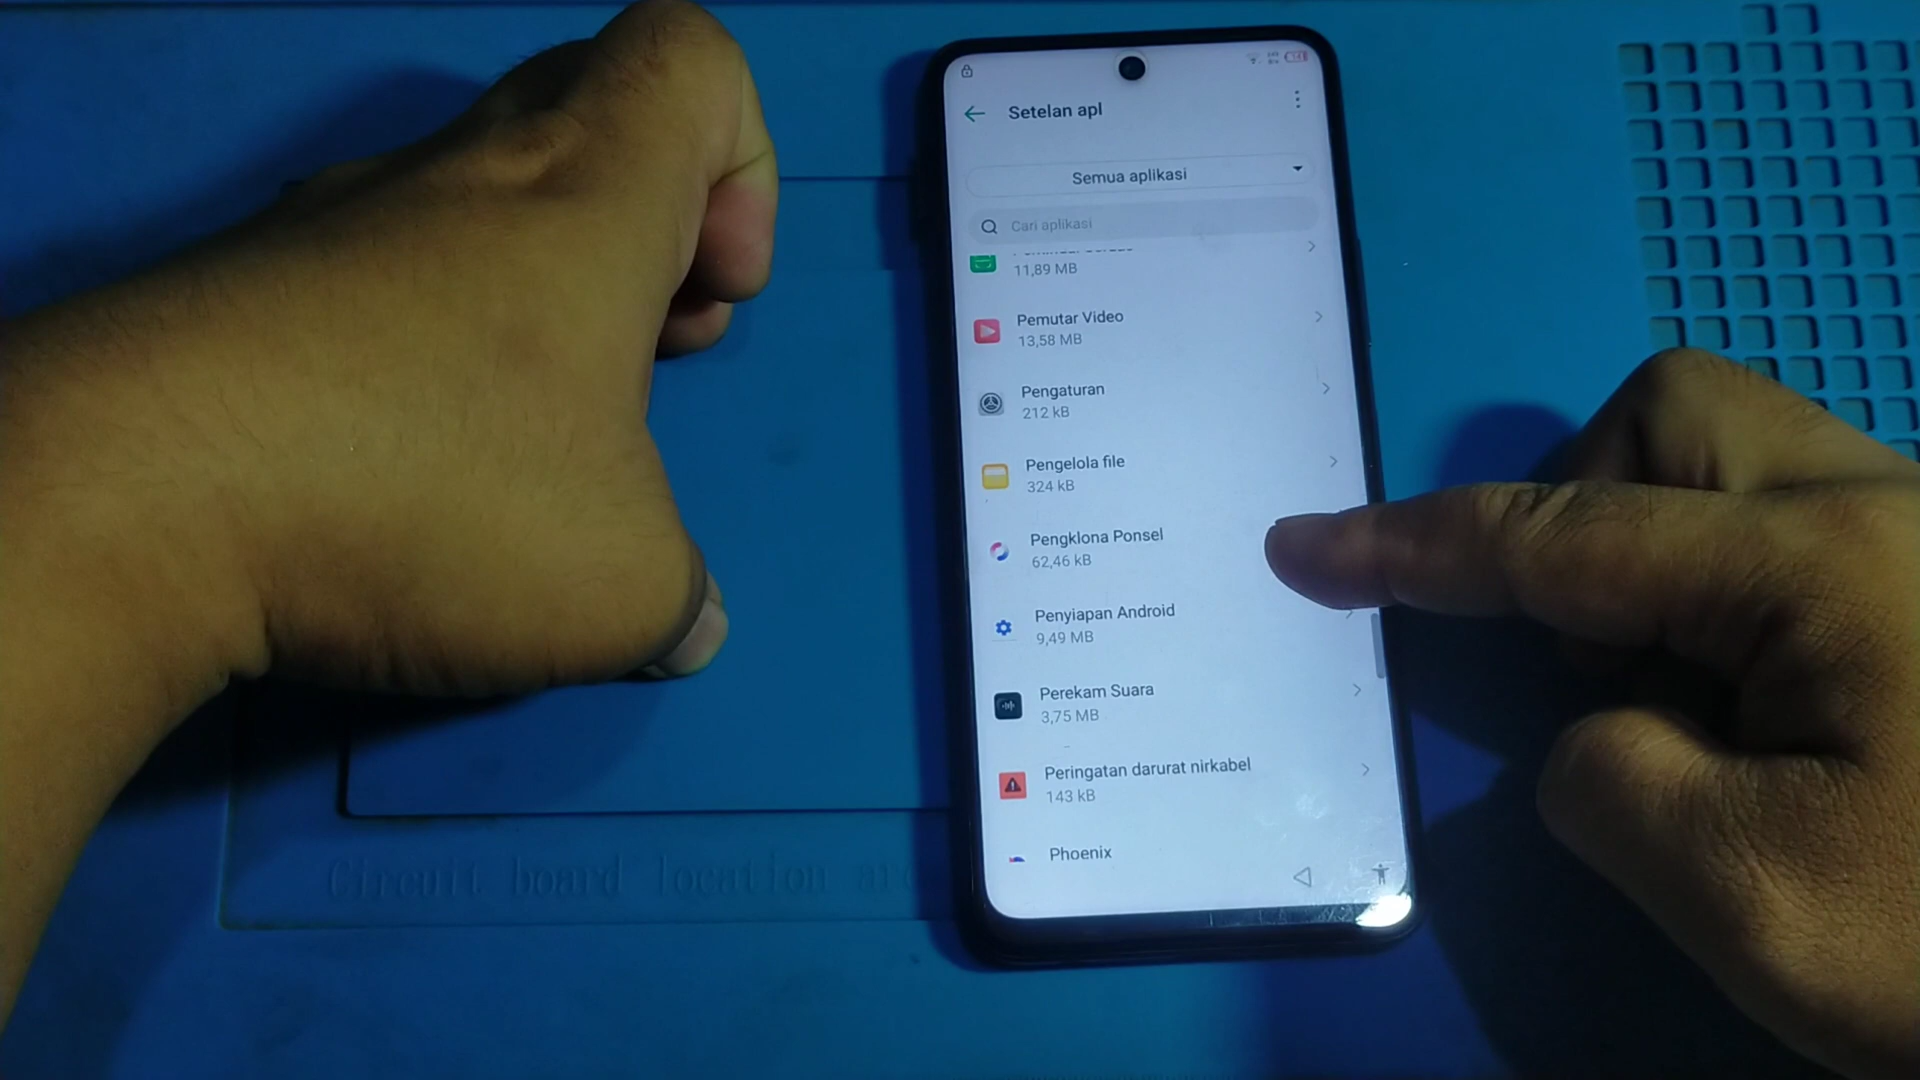 Setelan apl
Semua aplikasi
Cari aplikasi
11,89 MB
Pemutar Video
13,58 MB
Pengaturan
212 kB
Pengelola file
324 kB
Pengklona Ponsel
62,46 kB
Penyiapan Android
9,49 MB
Perekam Suara
3,75 MB
Peringatan darurat nirkabel
143 kB
Phoenix
Circuit board location